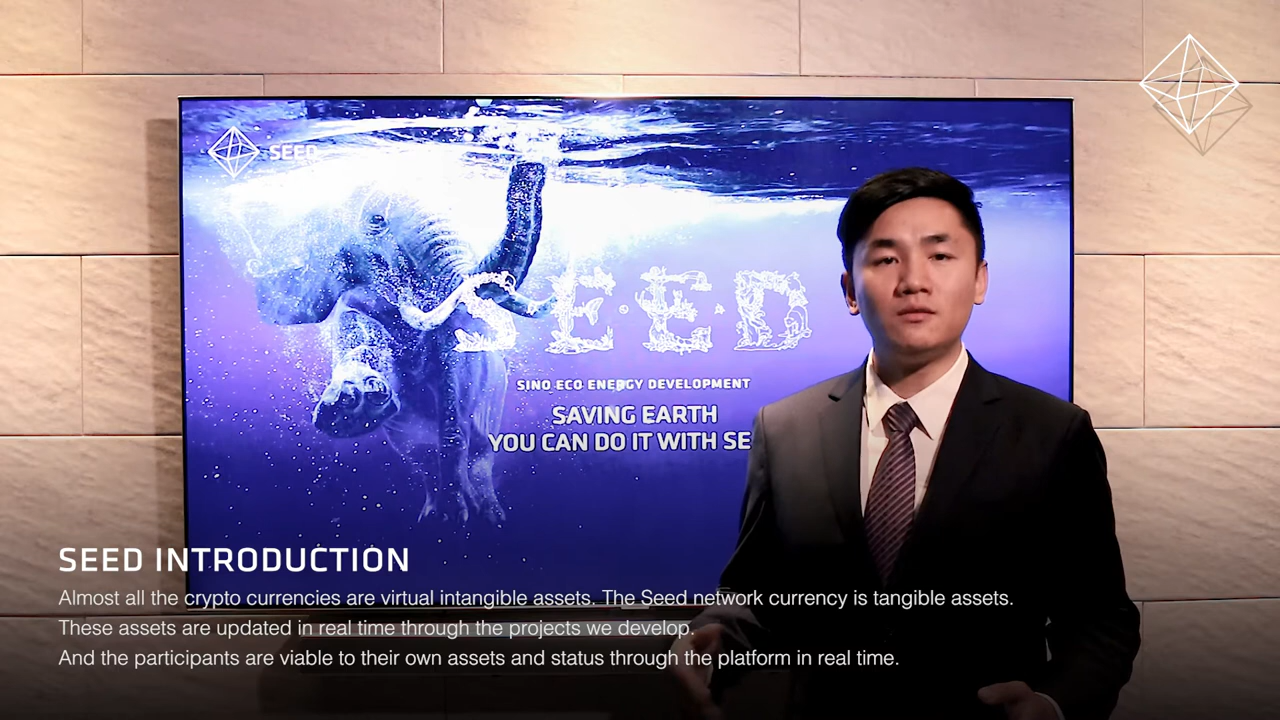 SEED
S·E·E·D
SINO ECO ENERGY DEVELOPMENT
SAVING EARTH
YOU CAN DO IT WITH SE
SEED INTRODUCTION
Almost all the crypto currencies are virtual intangible assets. The Seed network currency is tangible assets.
These assets are updated in real time through the projects we develop.
And the participants are viable to their own assets and status through the platform in real time.